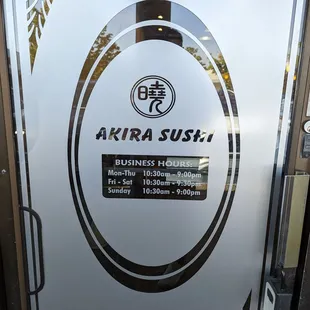 曉
AKIRA SUSHI
BUSINESS HOURS:
Mon-Thu 10:30am - 9:00pm
Fri - Sat 10:30am - 9:30pm
Sunday 10:30am - 9:00pm